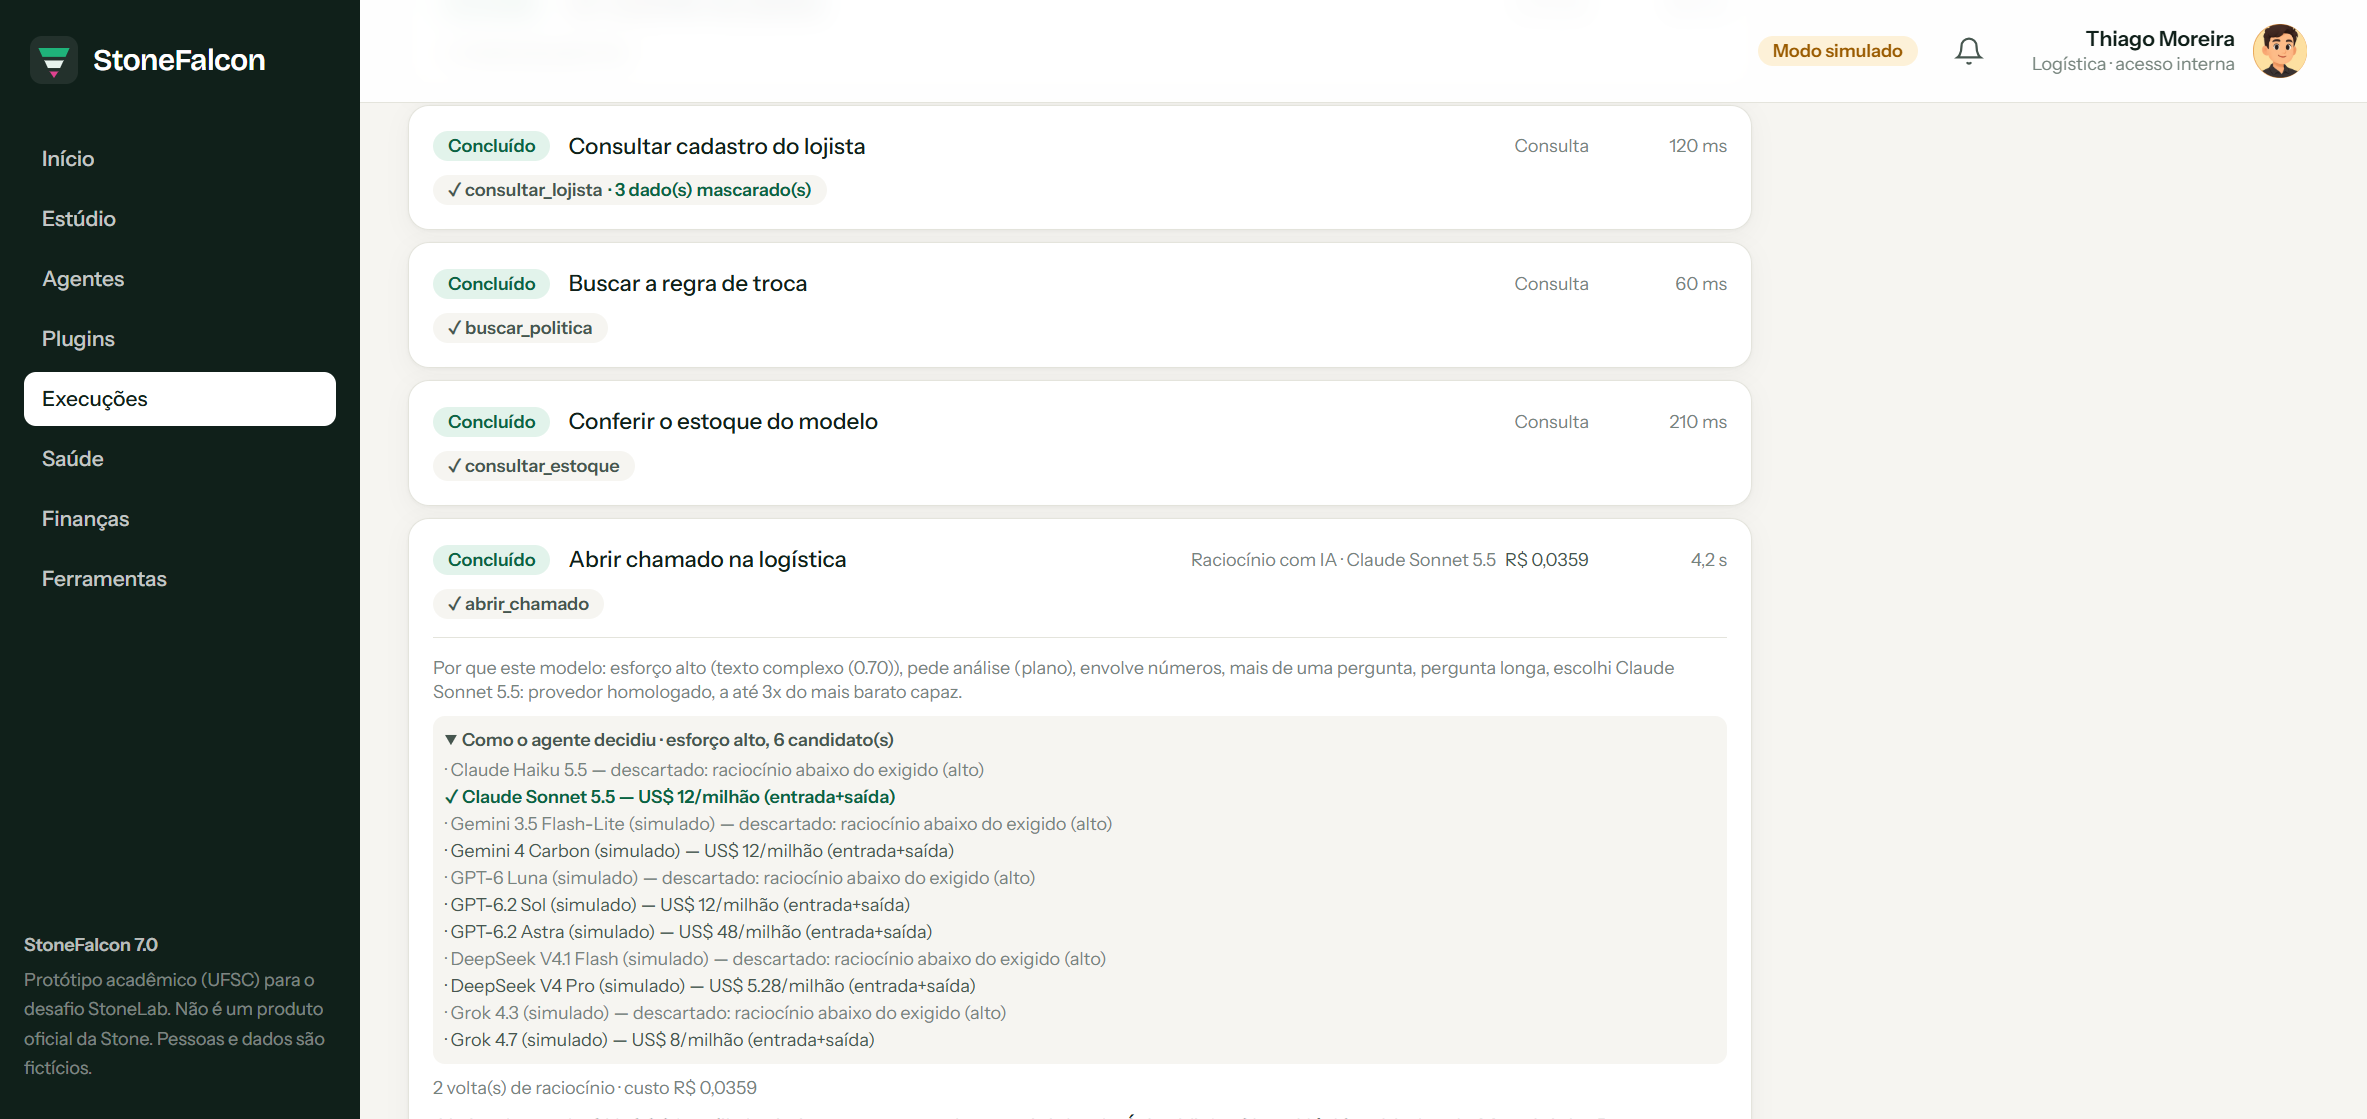 StoneFalcon
Início
Estúdio
Agentes
Plugins
Execuções
Saúde
Finanças
Ferramentas
StoneFalcon 7.0
Protótipo acadêmico (UFSC) para o
desafio StoneLab. Não é um produto
oficial da Stone. Pessoas e dados são
fictícios.
Modo simulado
Thiago Moreira
Logística · acesso interna
Concluído Consultar cadastro do lojista Consulta 120 ms
✓ consultar_lojista · 3 dado(s) mascarado(s)
Concluído Buscar a regra de troca Consulta 60 ms
✓ buscar_politica
Concluído Conferir o estoque do modelo Consulta 210 ms
✓ consultar_estoque
Concluído Abrir chamado na logística Raciocínio com IA · Claude Sonnet 5.5 R$ 0,0359 4,2 s
✓ abrir_chamado
Por que este modelo: esforço alto (texto complexo (0.70)), pede análise (plano), envolve números, mais de uma pergunta, pergunta longa, escolhi Claude
Sonnet 5.5: provedor homologado, a até 3x do mais barato capaz.
▼ Como o agente decidiu · esforço alto, 6 candidato(s)
· Claude Haiku 5.5 — descartado: raciocínio abaixo do exigido (alto)
✓ Claude Sonnet 5.5 — US$ 12/milhão (entrada+saída)
· Gemini 3.5 Flash-Lite (simulado) — descartado: raciocínio abaixo do exigido (alto)
· Gemini 4 Carbon (simulado) — US$ 12/milhão (entrada+saída)
· GPT-6 Luna (simulado) — descartado: raciocínio abaixo do exigido (alto)
· GPT-6.2 Sol (simulado) — US$ 12/milhão (entrada+saída)
· GPT-6.2 Astra (simulado) — US$ 48/milhão (entrada+saída)
· DeepSeek V4.1 Flash (simulado) — descartado: raciocínio abaixo do exigido (alto)
· DeepSeek V4 Pro (simulado) — US$ 5.28/milhão (entrada+saída)
· Grok 4.3 (simulado) — descartado: raciocínio abaixo do exigido (alto)
· Grok 4.7 (simulado) — US$ 8/milhão (entrada+saída)
2 volta(s) de raciocínio · custo R$ 0,0359